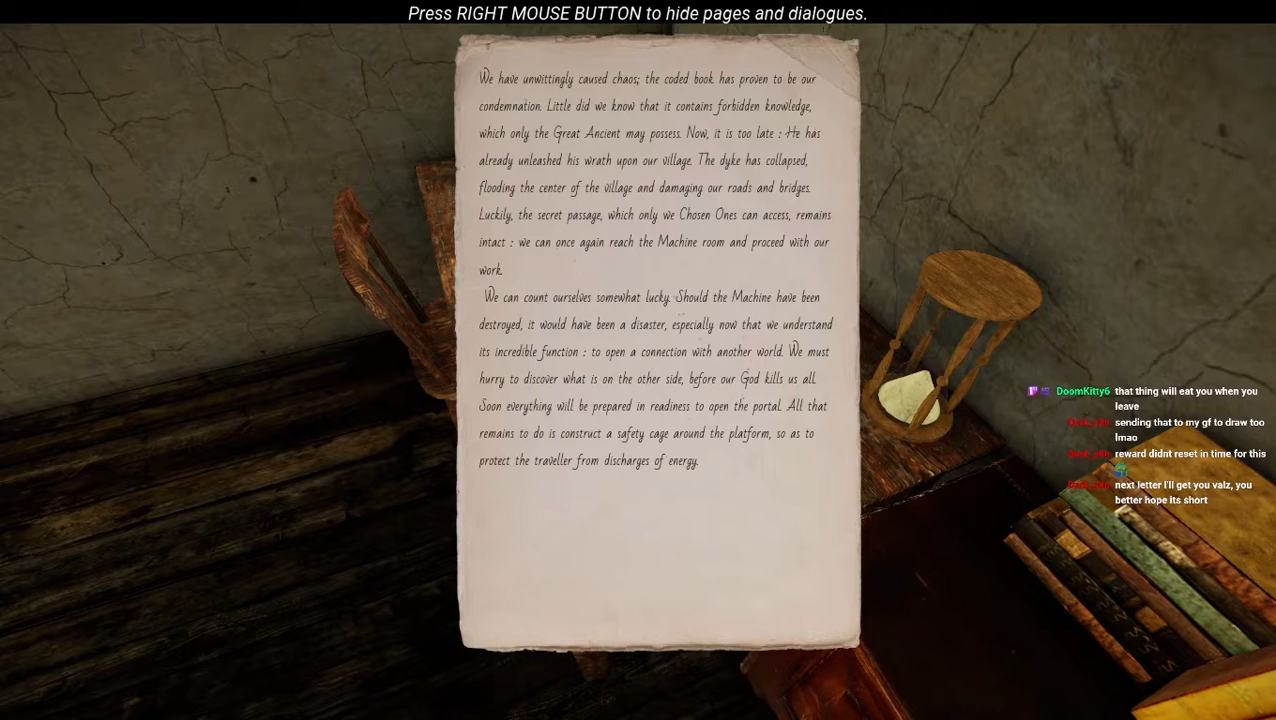 Press RIGHT MOUSE BUTTON to hide pages and dialogues.
We have unwittingly caused chaos; the coded book has proven to be our
condemnation. Little did we know that it contains forbidden knowledge,
which only the Great Ancient may possess. Now, it is too late : He has
already unleashed his wrath upon our village. The dyke has collapsed,
flooding the center of the village and damaging our roads and bridges.
Luckily, the secret passage, which only we Chosen Ones can access, remains
intact : we can once again reach the Machine room and proceed with our
work.
We can count ourselves somewhat lucky. Should the Machine have been
destroyed, it would have been a disaster, especially now that we understand
its incredible function : to open a connection with another world. We must
hurry to discover what is on the other side, before our God kills us all.
Soon everything will be prepared in readiness to open the portal. All that
remains to do is construct a safety cage around the platform, so as to
protect the traveller from discharges of energy.
DoomKitty6 that thing will eat you when you
leave
sending that to my gf to draw too
lmao
reward didnt reset in time for this
next letter I'll get you valz, you
better hope its short